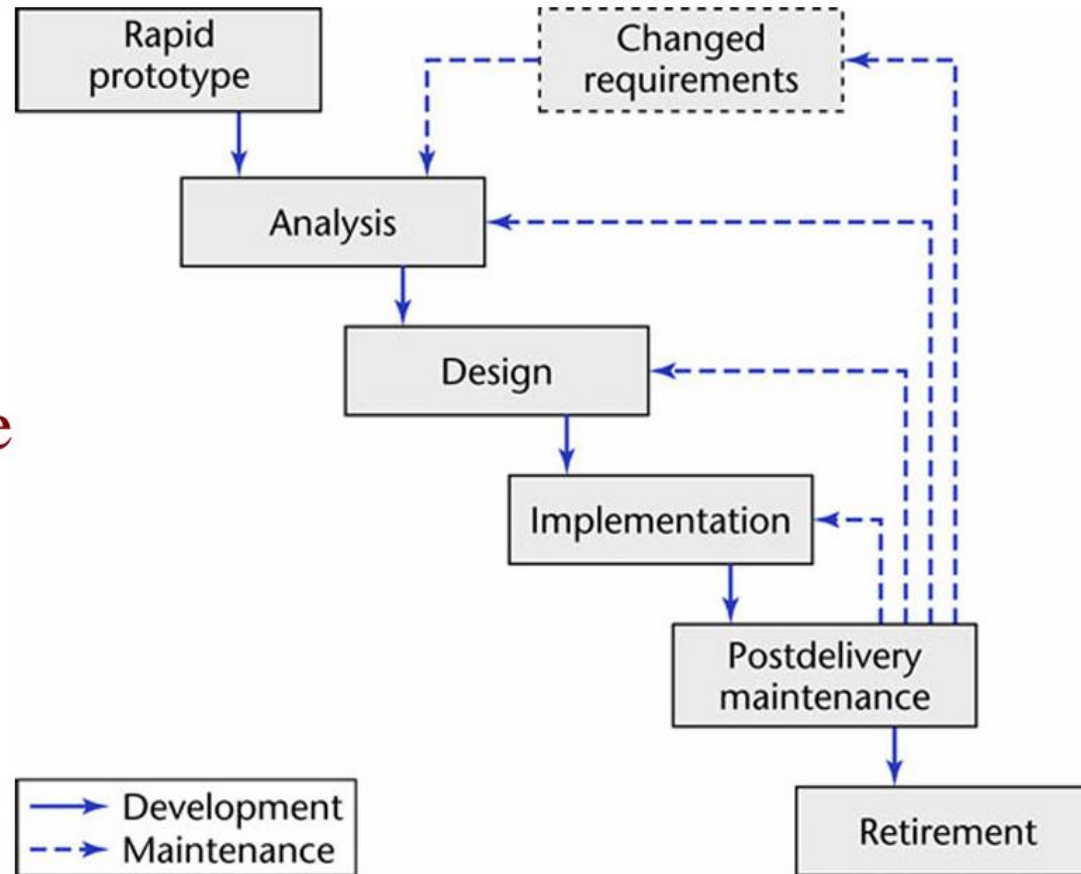 Rapid
prototype
Changed
requirements
Analysis
Design
e
Implementation
Postdelivery
maintenance
Development
Maintenance
Retirement